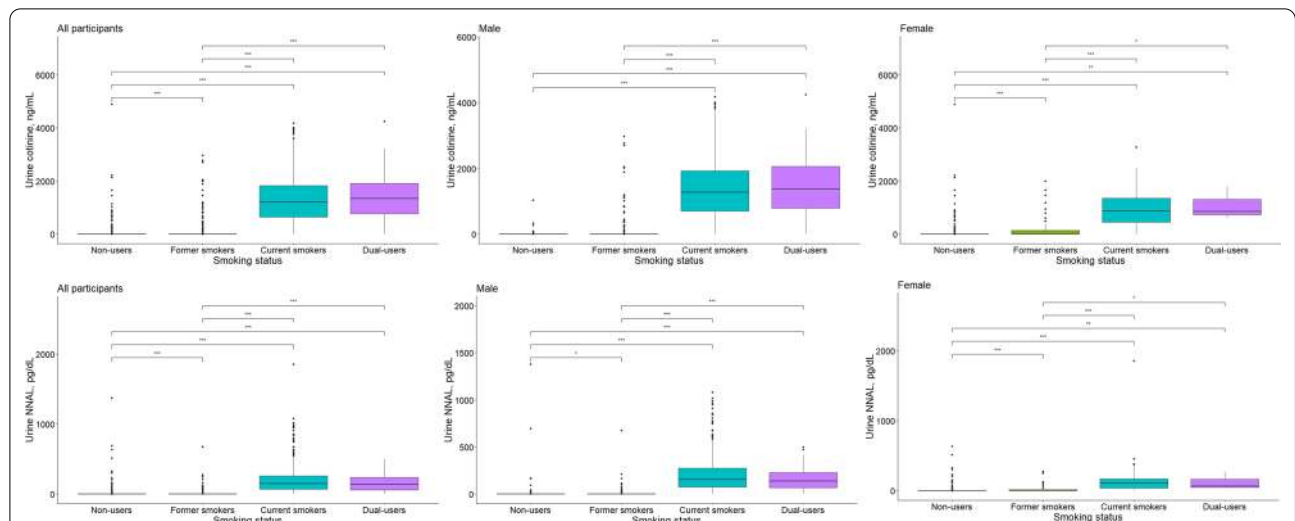 All participants
Male
Female
6000
4000
2000
0
Urine cotinine, ng/mL
***
***
***
***
***
Non-users Former smokers Current smokers Dual-users
Smoking status
6000
4000
2000
0
Urine cotinine, ng/mL
***
***
***
***
Non-users Former smokers Current smokers Dual-users
Smoking status
6000
4000
2000
0
Urine cotinine, ng/mL
*
***
**
***
***
Non-users Former smokers Current smokers Dual-users
Smoking status
All participants
Male
Female
2000
1000
0
Urine NNAL, pg/dL
***
***
***
***
***
Non-users Former smokers Current smokers Dual-users
Smoking status
2000
1500
1000
500
0
Urine NNAL, pg/dL
***
***
***
***
*
Non-users Former smokers Current smokers Dual-users
Smoking status
2000
1000
0
Urine NNAL, pg/dL
*
***
**
***
***
Non-users Former smokers Current smokers Dual-users
Smoking status